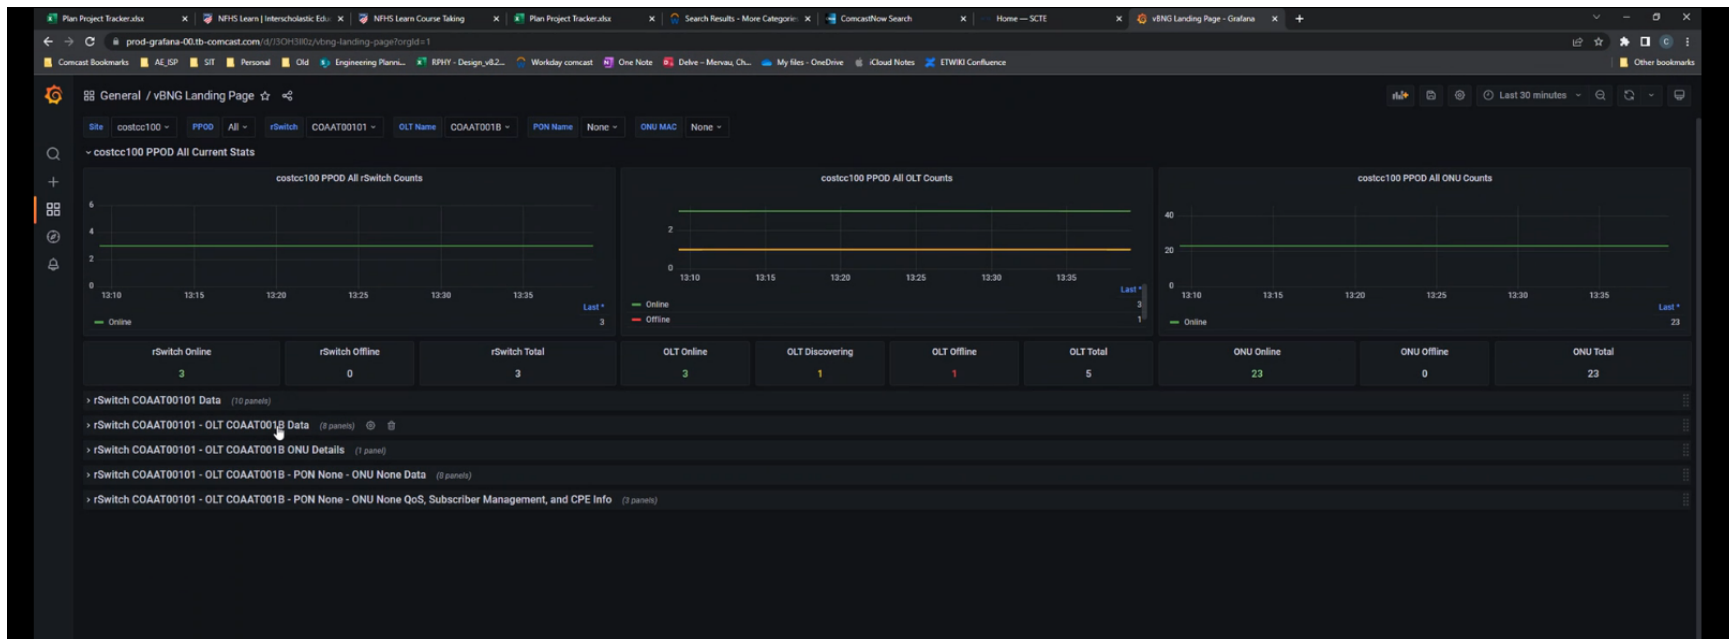 Plan Project Tracker.xlsx NFHS Learn | Interscholastic Edu NFHS Learn Course Taking Plan Project Tracker.xlsx Search Results - More Categorie ComcastNow Search Home — SCTE vBNG Landing Page - Grafana
prod-grafana-00.tb-comcast.com/d/J3OH3ll0z/vbng-landing-page?orgId=1
Comcast Bookmarks AE_ISP SIT Personal Old Engineering Planni... RPHY - Design_v8.2... Workday comcast One Note Delve – Mervau, Ch... My files - OneDrive iCloud Notes ETWIKI Confluence Other bookmarks
General / vBNG Landing Page Last 30 minutes
Site costcc100 PPOD All rSwitch COAAT00101 OLT Name COAAT001B PON Name None ONU MAC None
costcc100 PPOD All Current Stats
costcc100 PPOD All rSwitch Counts costcc100 PPOD All OLT Counts costcc100 PPOD All ONU Counts
6
4
2
0
13:10 13:15 13:20 13:25 13:30 13:35
Last *
Online 3
2
0
13:10 13:15 13:20 13:25 13:30 13:35
Last *
Online 3
Offline 1
40
20
0
13:10 13:15 13:20 13:25 13:30 13:35
Last *
Online 23
rSwitch Online rSwitch Offline rSwitch Total OLT Online OLT Discovering OLT Offline OLT Total ONU Online ONU Offline ONU Total
3 0 3 3 1 1 5 23 0 23
rSwitch COAAT00101 Data (10 panels)
rSwitch COAAT00101 - OLT COAAT001B Data (8 panels)
rSwitch COAAT00101 - OLT COAAT001B ONU Details (1 panel)
rSwitch COAAT00101 - OLT COAAT001B - PON None - ONU None Data (8 panels)
rSwitch COAAT00101 - OLT COAAT001B - PON None - ONU None QoS, Subscriber Management, and CPE Info (3 panels)